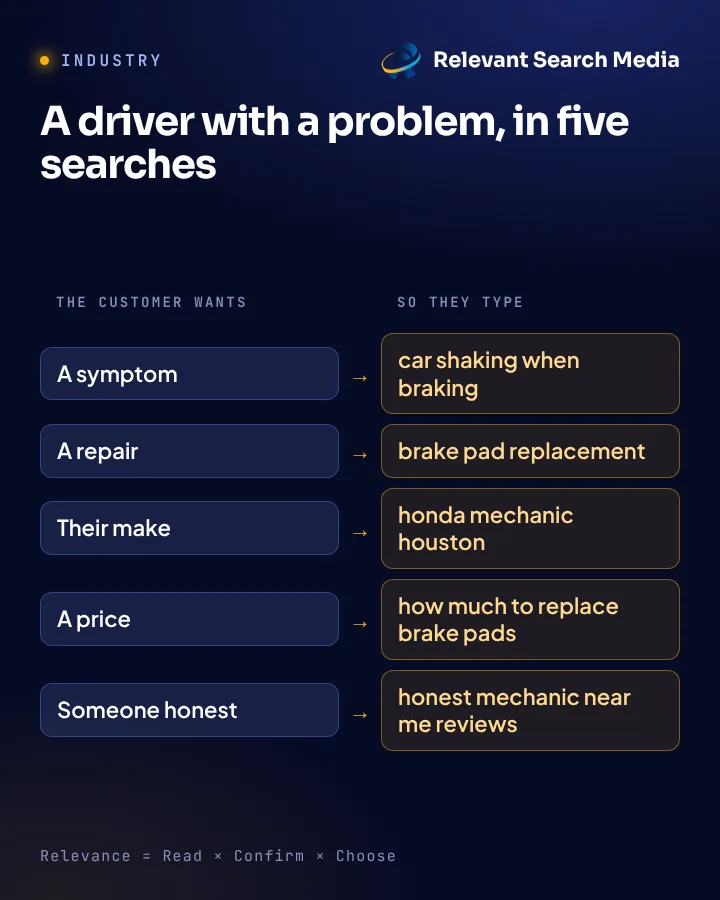 INDUSTRY
Relevant Search Media
A driver with a problem, in five
searches
THE CUSTOMER WANTS
SO THEY TYPE
A symptom
→
car shaking when
braking
A repair
→
brake pad replacement
Their make
→
honda mechanic
houston
A price
→
how much to replace
brake pads
Someone honest
→
honest mechanic near
me reviews
Relevance = Read × Confirm × Choose